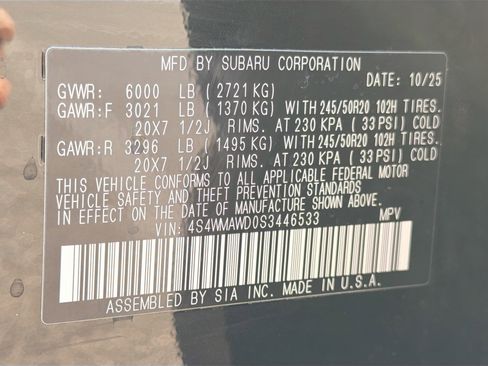 MFD BY SUBARU CORPORATION
DATE: 10/25
GVWR: 6000 LB (2721 KG)
GAWR:F 3021 LB (1370 KG) WITH 245/50R20 102H TIRES.
20X7 1/2J RIMS. AT 230 KPA (33 PSI) COLD
GAWR:R 3296 LB (1495 KG) WITH 245/50R20 102H TIRES.
20X7 1/2J RIMS. AT 230 KPA (33 PSI) COLD
THIS VEHICLE CONFORMS TO ALL APPLICABLE FEDERAL MOTOR
VEHICLE SAFETY AND THEFT PREVENTION STANDARDS
IN EFFECT ON THE DATE OF MANUFACTURE SHOWN ABOVE.
VIN: 4S4WMAWD0S3446533 MPV
ASSEMBLED BY SIA INC. MADE IN U.S.A.